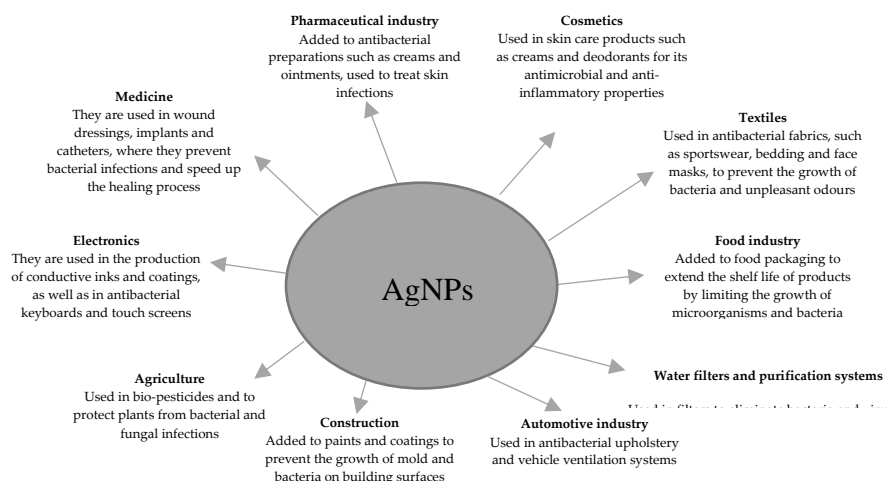 Pharmaceutical industry
Added to antibacterial
preparations such as creams and
ointments, used to treat skin
infections
Cosmetics
Used in skin care products such
as creams and deodorants for its
antimicrobial and anti-
inflammatory properties
Medicine
They are used in wound
dressings, implants and
catheters, where they prevent
bacterial infections and speed up
the healing process
Textiles
Used in antibacterial fabrics, such
as sportswear, bedding and face
masks, to prevent the growth of
bacteria and unpleasant odours
Electronics
They are used in the production
of conductive inks and coatings,
as well as in antibacterial
keyboards and touch screens
AgNPs
Food industry
Added to food packaging to
extend the shelf life of products
by limiting the growth of
microorganisms and bacteria
Agriculture
Used in bio-pesticides and to
protect plants from bacterial and
fungal infections
Water filters and purification systems
Used in filters to eliminate bacteria and
Construction
Added to paints and coatings to
prevent the growth of mold and
bacteria on building surfaces
Automotive industry
Used in antibacterial upholstery
and vehicle ventilation systems